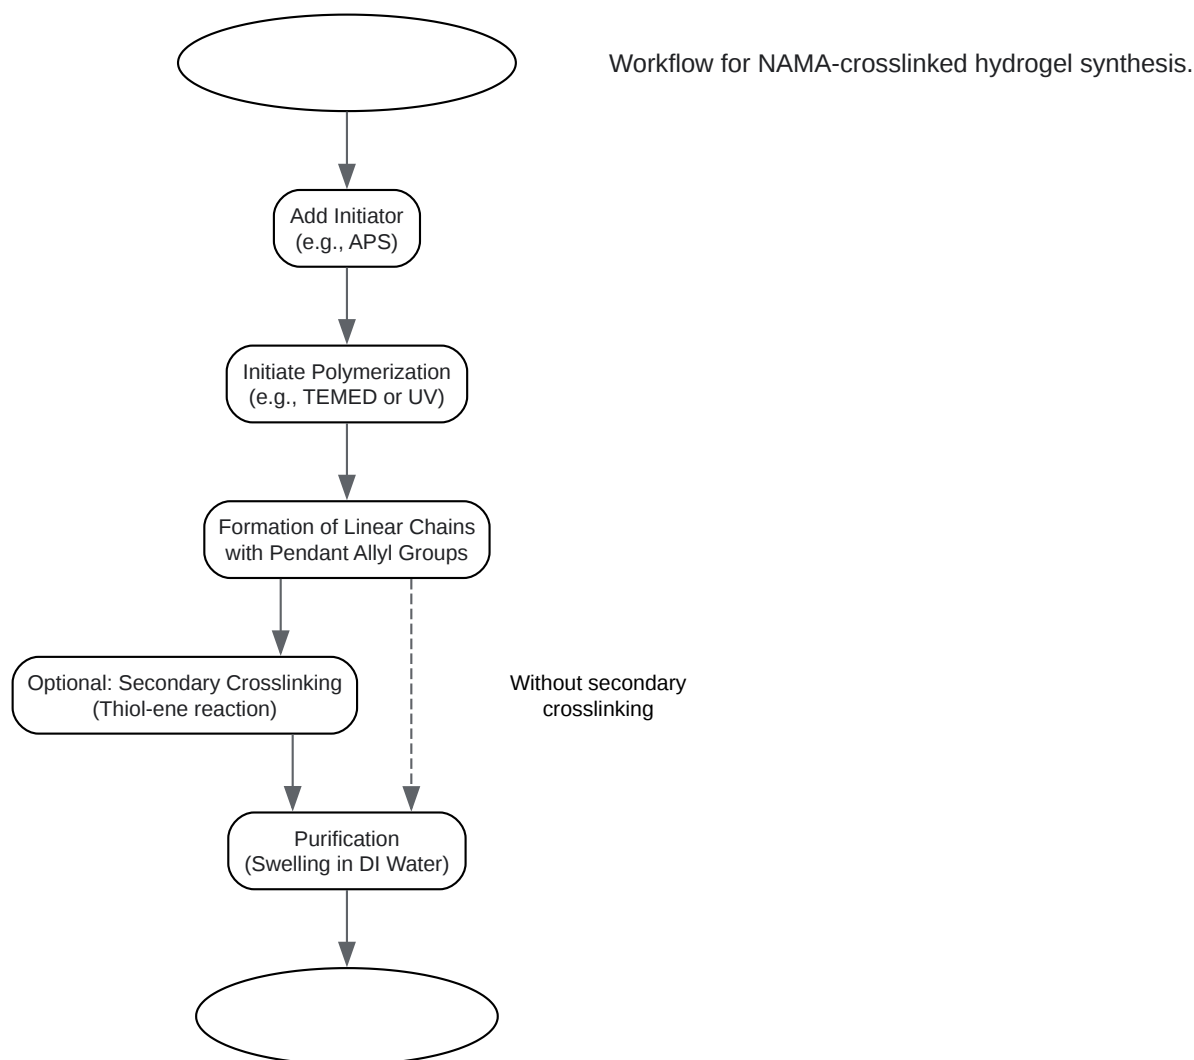 Workflow for NAMA-crosslinked hydrogel synthesis.
Add Initiator
(e.g., APS)
Initiate Polymerization
(e.g., TEMED or UV)
Formation of Linear Chains
with Pendant Allyl Groups
Optional: Secondary Crosslinking
(Thiol-ene reaction)
Without secondary
crosslinking
Purification
(Swelling in DI Water)